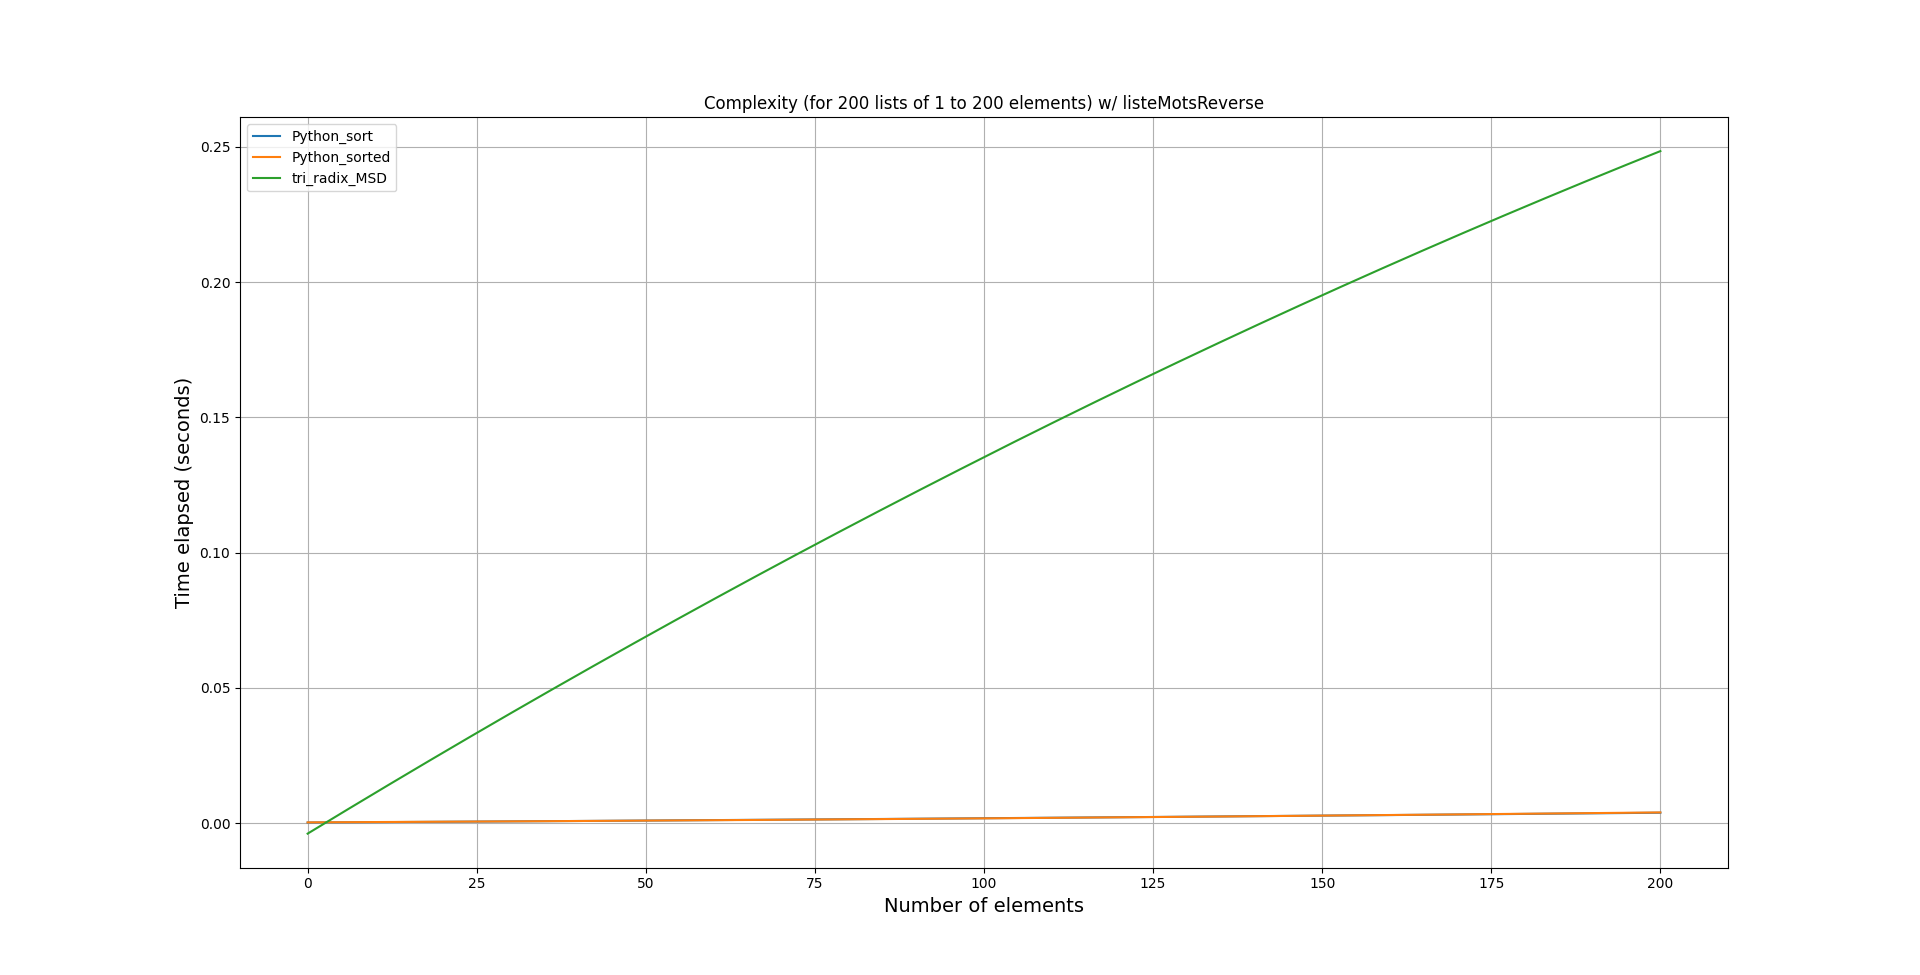 Complexity (for 200 lists of 1 to 200 elements) w/ listeMotsReverse
Python_sort
Python_sorted
tri_radix_MSD
0.25
0.20
0.15
0.10
0.05
0.00
Time elapsed (seconds)
0 25 50 75 100 125 150 175 200
Number of elements